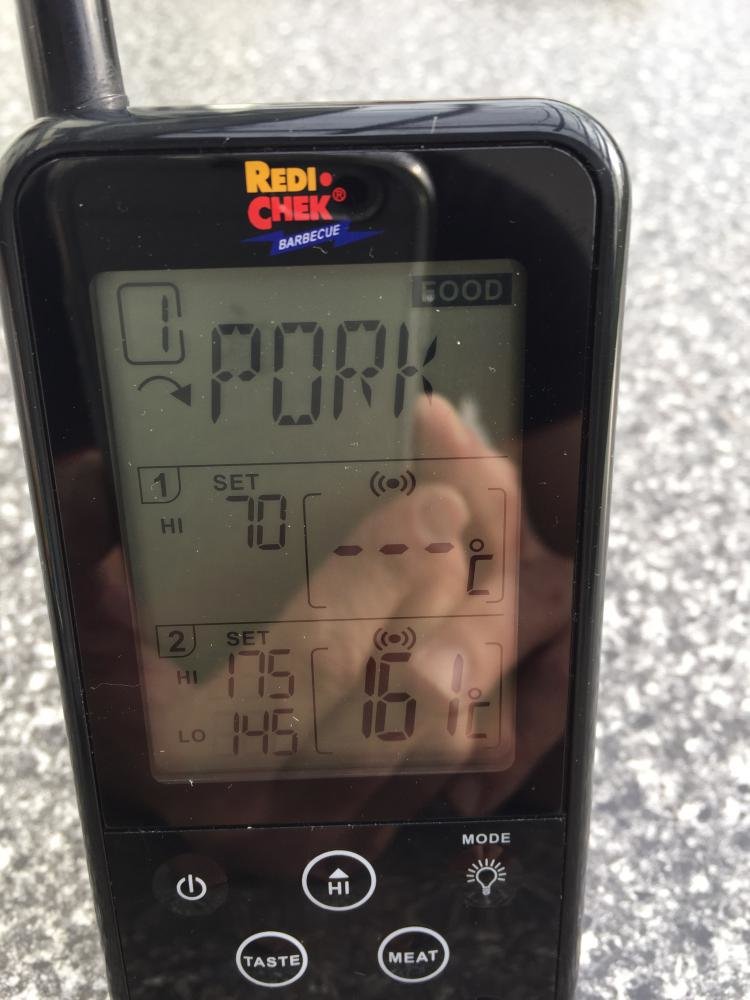 REDI
CHEK®
BARBECUE
FOOD
1 PORK
1 SET
HI 70 --- °C
2 SET
HI 175 161 °C
LO 145
MODE
HI
TASTE MEAT